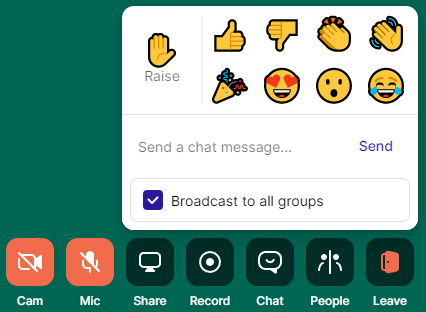 Raise
Send a chat message...
Send
Broadcast to all groups
Cam
Mic
Share
Record
Chat
People
Leave